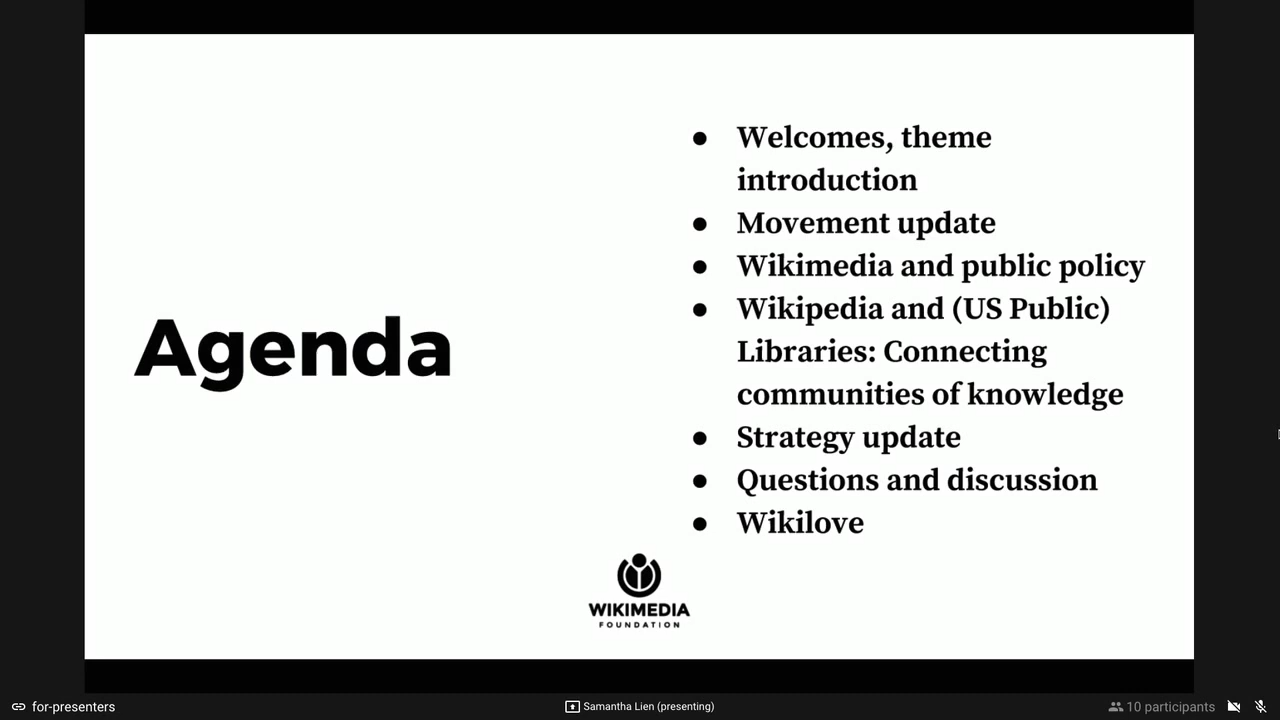 Agenda
● Welcomes, theme
introduction
● Movement update
● Wikimedia and public policy
● Wikipedia and (US Public)
Libraries: Connecting
communities of knowledge
● Strategy update
● Questions and discussion
● Wikilove
WIKIMEDIA
FOUNDATION
for-presenters
Samantha Lien (presenting)
10 participants